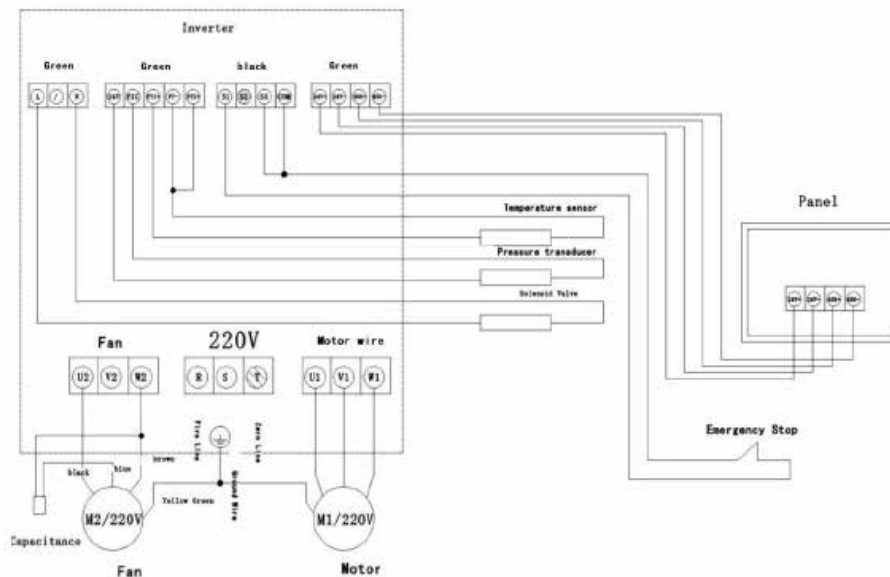 Inverter
Green
Green
black
Green
L / N
S1 S2 S3 COM
Temperature sensor
Pressure transducer
Solenoid Valve
Panel
Fan
220V
Motor wire
U2 V2 W2
R S T
U1 V1 W1
Emergency Stop
Fire Line
Zero Line
black
blue
brown
Yellow Green
Ground Wire
M2/220V
M1/220V
Capacitance
Fan
Motor